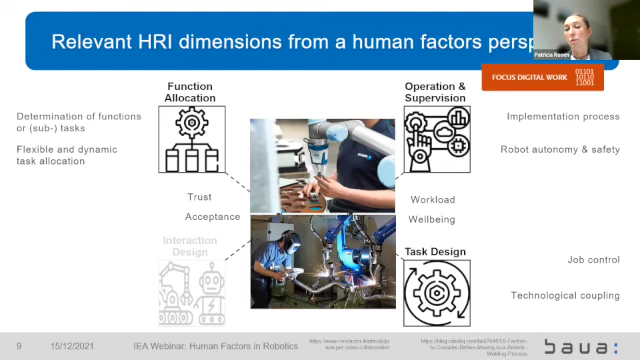 Relevant HRI dimensions from a human factors persp
Patricia Rosen
FOCUS DIGITAL WORK
01101
10110
11001
Function
Allocation
Determination of functions
or (sub-) tasks
Flexible and dynamic
task allocation
Operation &
Supervision
Implementation process
Robot autonomy & safety
Trust
Acceptance
Workload
Wellbeing
Interaction
Design
Task Design
Job control
Technological coupling
9
15/12/2021
IEA Webinar: Human Factors in Robotics
baua: